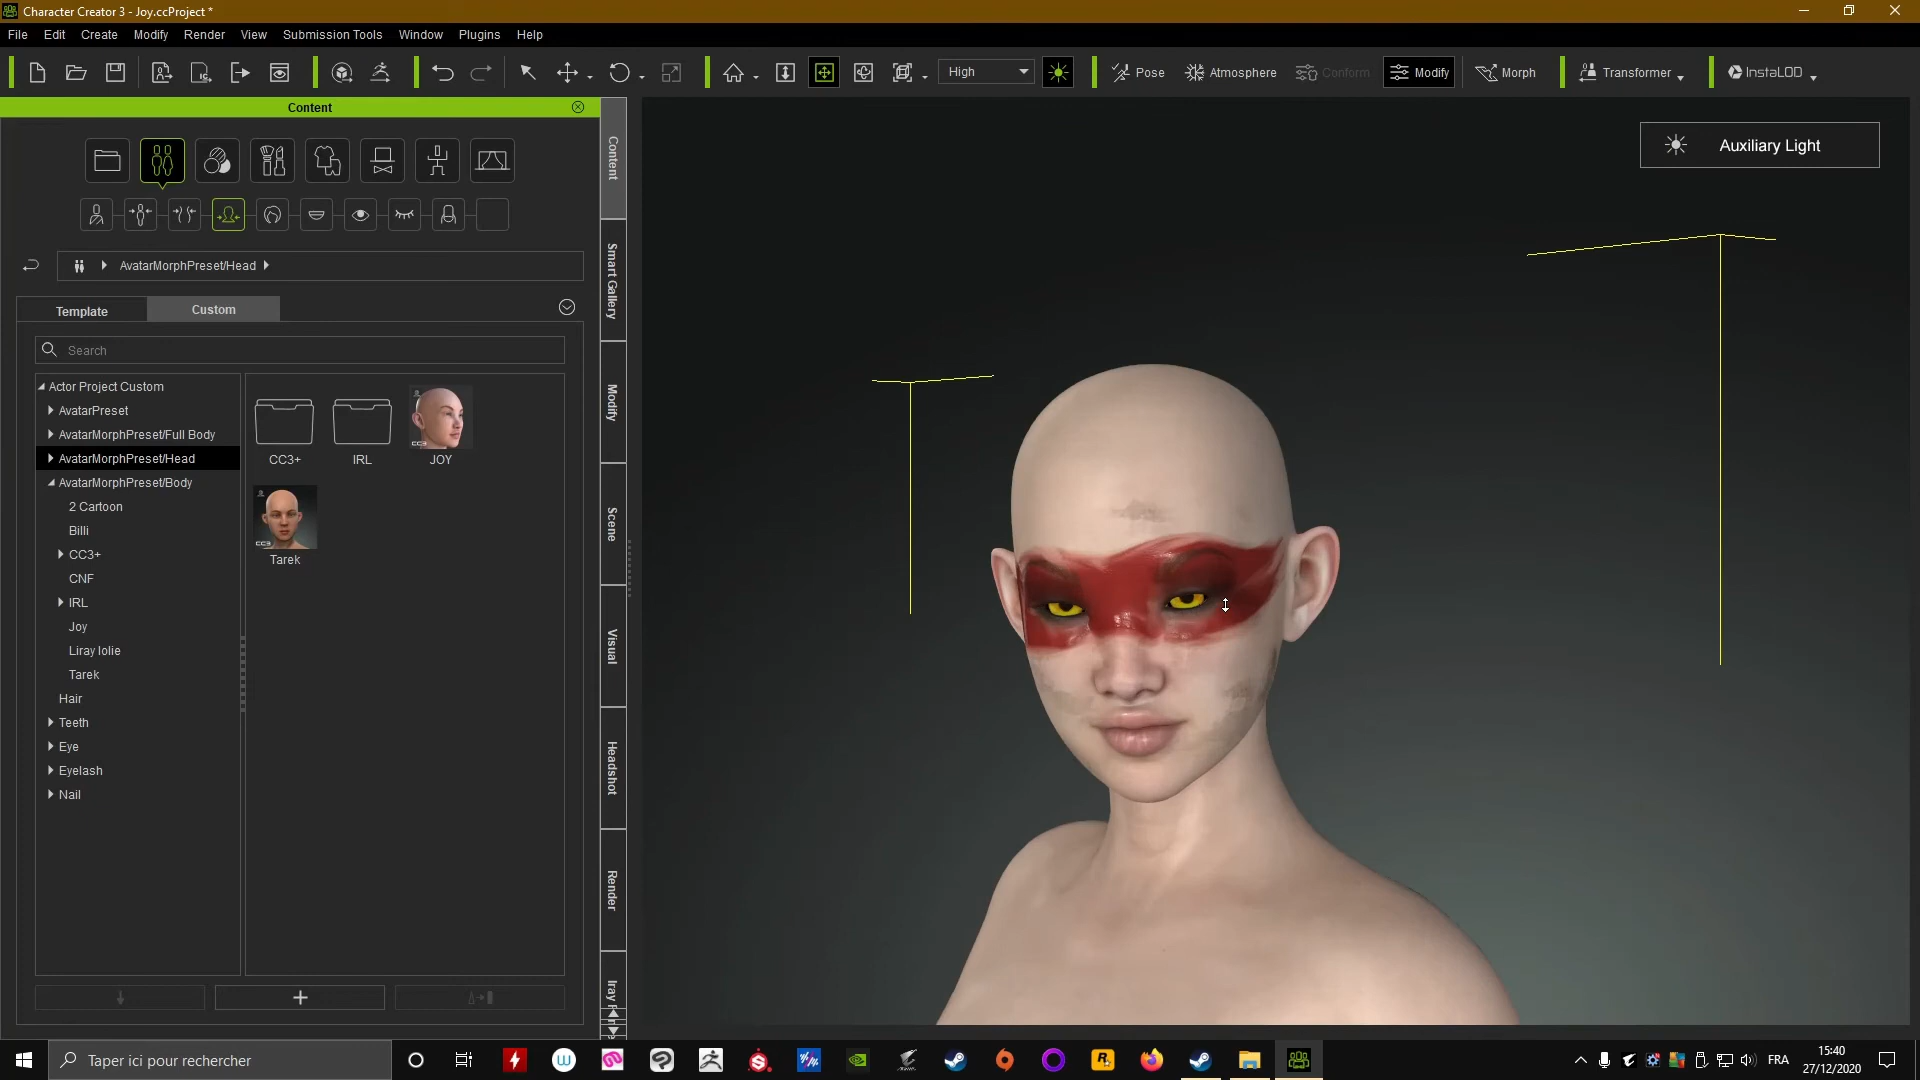 Character Creator 3 - Joy.ccProject *
File Edit Create Modify Render View Submission Tools Window Plugins Help
High Pose Atmosphere Conform Modify Morph Transformer InstaLOD
Content
Auxiliary Light
AvatarMorphPreset/Head
Template Custom
Search
Actor Project Custom
AvatarPreset
AvatarMorphPreset/Full Body
AvatarMorphPreset/Head
AvatarMorphPreset/Body
2 Cartoon
Billi
CC3+
CNF
IRL
Joy
Liray lolie
Tarek
Hair
Teeth
Eye
Eyelash
Nail
CC3+ IRL JOY
Tarek
Content
Smart Gallery
Modify
Scene
Visual
Headshot
Render
Iray
Taper ici pour rechercher
FRA
15:40
27/12/2020